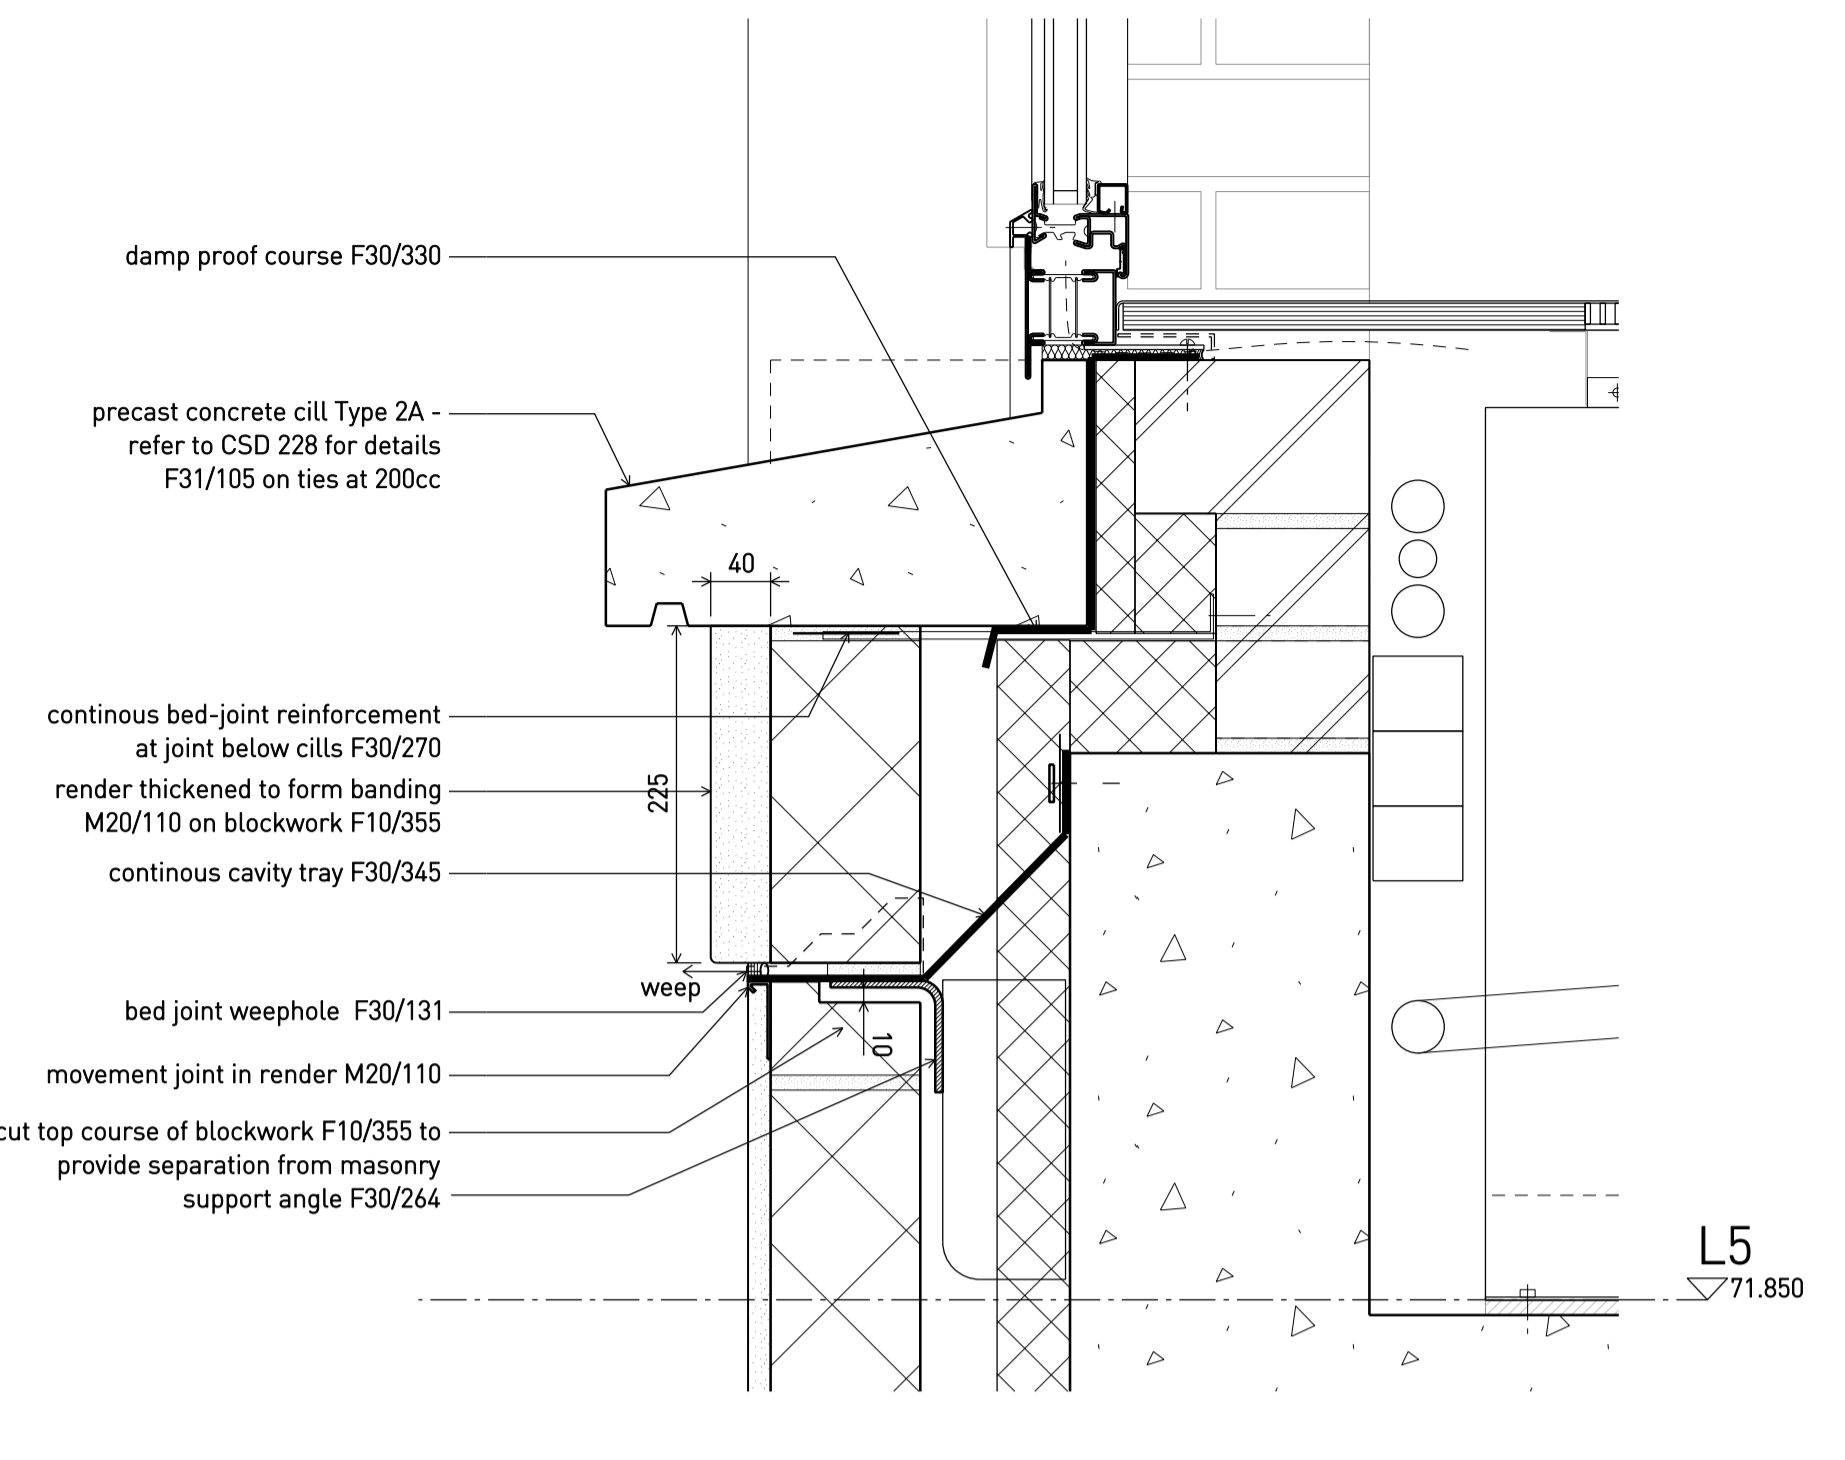 damp proof course F30/330
precast concrete cill Type 2A -
refer to CSD 228 for details
F31/105 on ties at 200cc
40
continous bed-joint reinforcement
at joint below cills F30/270
225
render thickened to form banding
M20/110 on blockwork F10/355
continous cavity tray F30/345
weep
bed joint weephole F30/131
10
movement joint in render M20/110
cut top course of blockwork F10/355 to
provide separation from masonry
support angle F30/264
L5
71.850